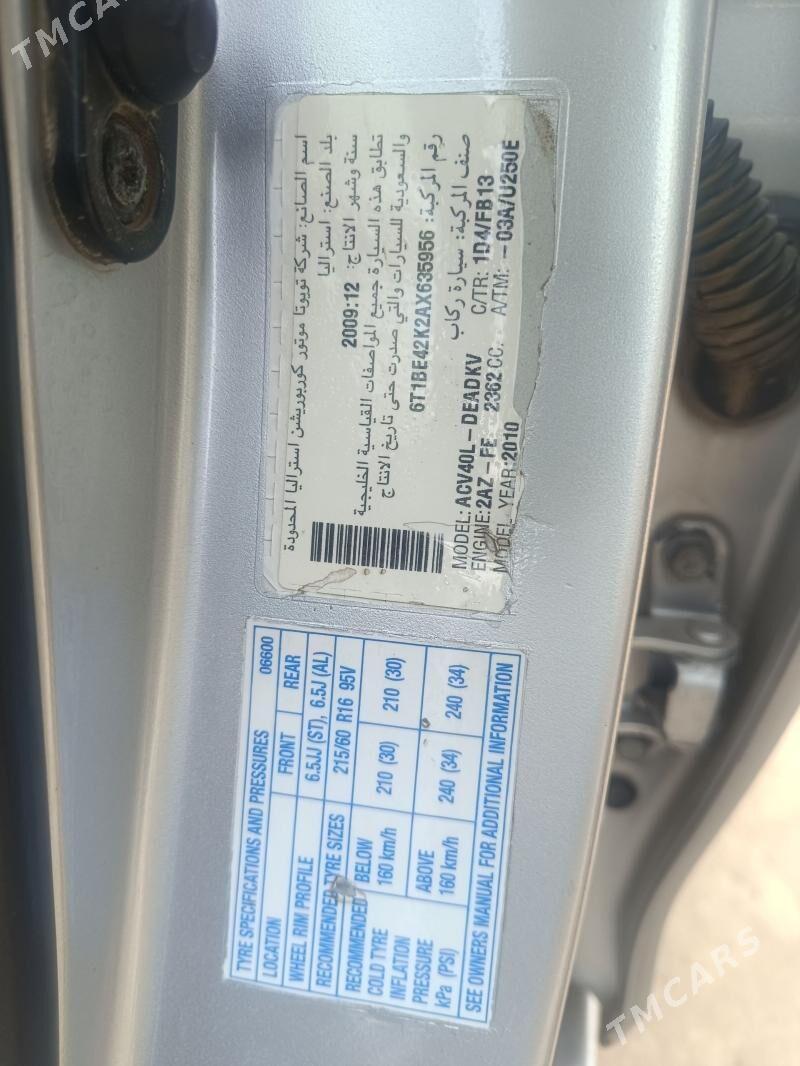 TMCARS
اسم الصانع: شركة تويوتا موتور كوربوريشن استراليا المحدودة
بلد الصنع: استراليا
سنة وشهر الانتاج: 2009:12
تطابق هذه السيارة جميع المواصفات القياسية الخليجية
والسعودية للسيارات والتي صدرت حتى تاريخ الانتاج
رقم المركبة: 6T1BE42K2AX635956
صنف المركبة: سيارة ركاب
MODEL: ACV40L-DEADKV C/TR: 1D4/FB13
ENGINE: 2AZ-FE 2362 CC. A/TM: -03A/U250E
MODEL YEAR:2010
TYRE SPECIFICATIONS AND PRESSURES 06600
LOCATION FRONT REAR
WHEEL RIM PROFILE 6.5JJ (ST), 6.5J (AL)
RECOMMENDED TYRE SIZES 215/60 R16 95V
RECOMMENDED COLD TYRE INFLATION PRESSURE kPa (PSI)
BELOW 160 km/h 210 (30) 210 (30)
ABOVE 160 km/h 240 (34) 240 (34)
SEE OWNERS MANUAL FOR ADDITIONAL INFORMATION
TMCARS